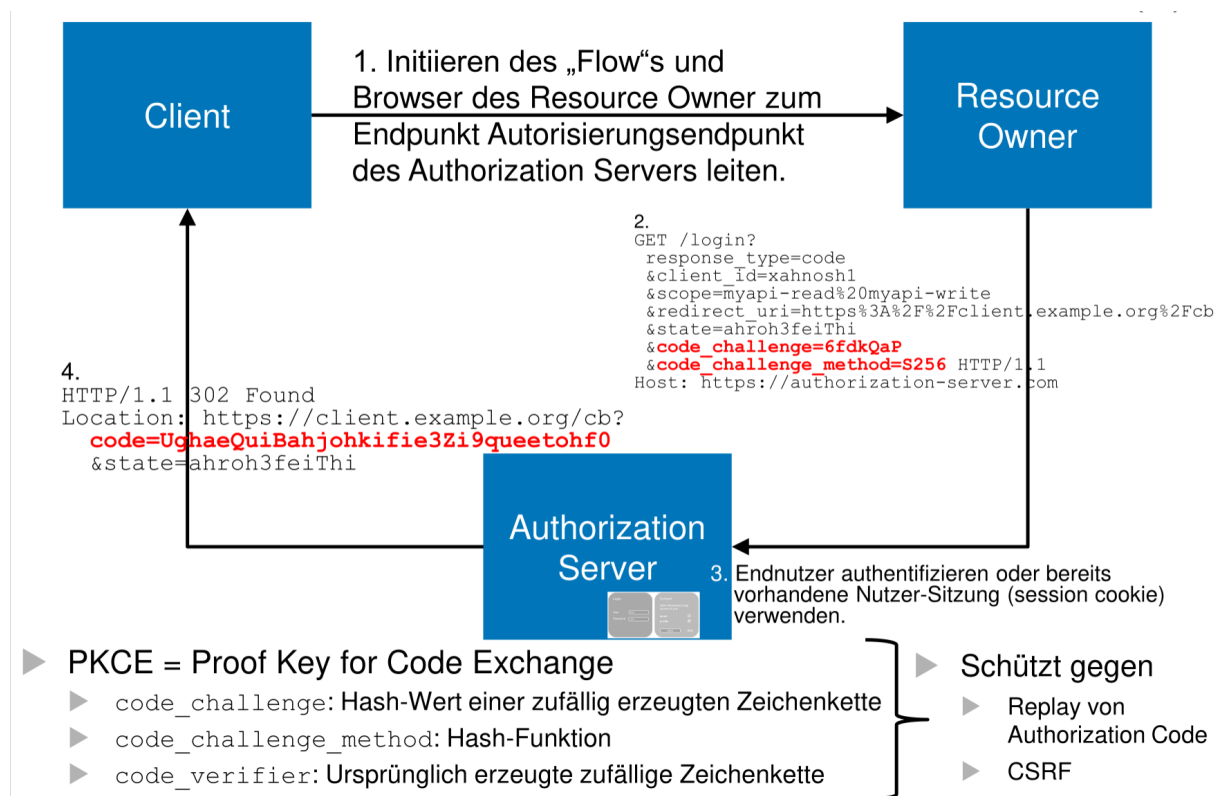 Client
1. Initiieren des „Flow“s und
Browser des Resource Owner zum
Endpunkt Autorisierungsendpunkt
des Authorization Servers leiten.
Resource
Owner
2.
GET /login?
response_type=code
&client_id=xahnosh1
&scope=myapi-read%20myapi-write
&redirect_uri=https%3A%2F%2Fclient.example.org%2Fcb
&state=ahroh3feiThi
&code_challenge=6fdkQaP
&code_challenge_method=S256 HTTP/1.1
Host: https://authorization-server.com
4.
HTTP/1.1 302 Found
Location: https://client.example.org/cb?
code=UghaeQuiBahjohkifie3Zi9queetohf0
&state=ahroh3feiThi
Authorization
Server
3. Endnutzer authentifizieren oder bereits
vorhandene Nutzer-Sitzung (session cookie)
verwenden.
PKCE = Proof Key for Code Exchange
code_challenge: Hash-Wert einer zufällig erzeugten Zeichenkette
code_challenge_method: Hash-Funktion
code_verifier: Ursprünglich erzeugte zufällige Zeichenkette
Schützt gegen
Replay von
Authorization Code
CSRF